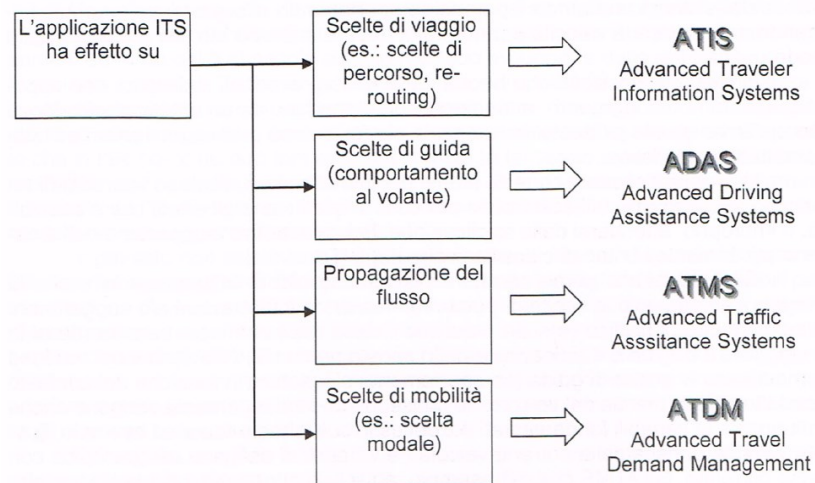 L'applicazione ITS
ha effetto su
Scelte di viaggio
(es.: scelte di
percorso, re-
routing)
ATIS
Advanced Traveler
Information Systems
Scelte di guida
(comportamento
al volante)
ADAS
Advanced Driving
Assistance Systems
Propagazione del
flusso
ATMS
Advanced Traffic
Asssitance Systems
Scelte di mobilità
(es.: scelta
modale)
ATDM
Advanced Travel
Demand Management